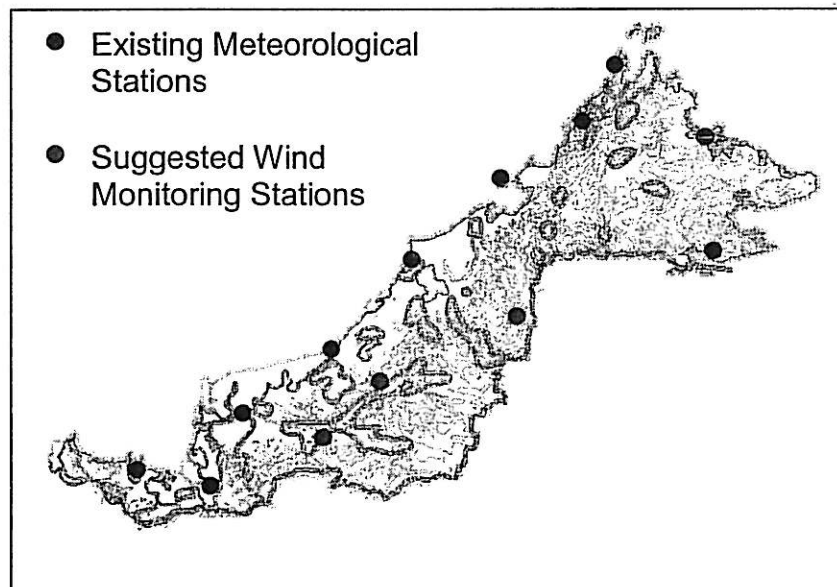 Existing Meteorological
Stations
Suggested Wind
Monitoring Stations